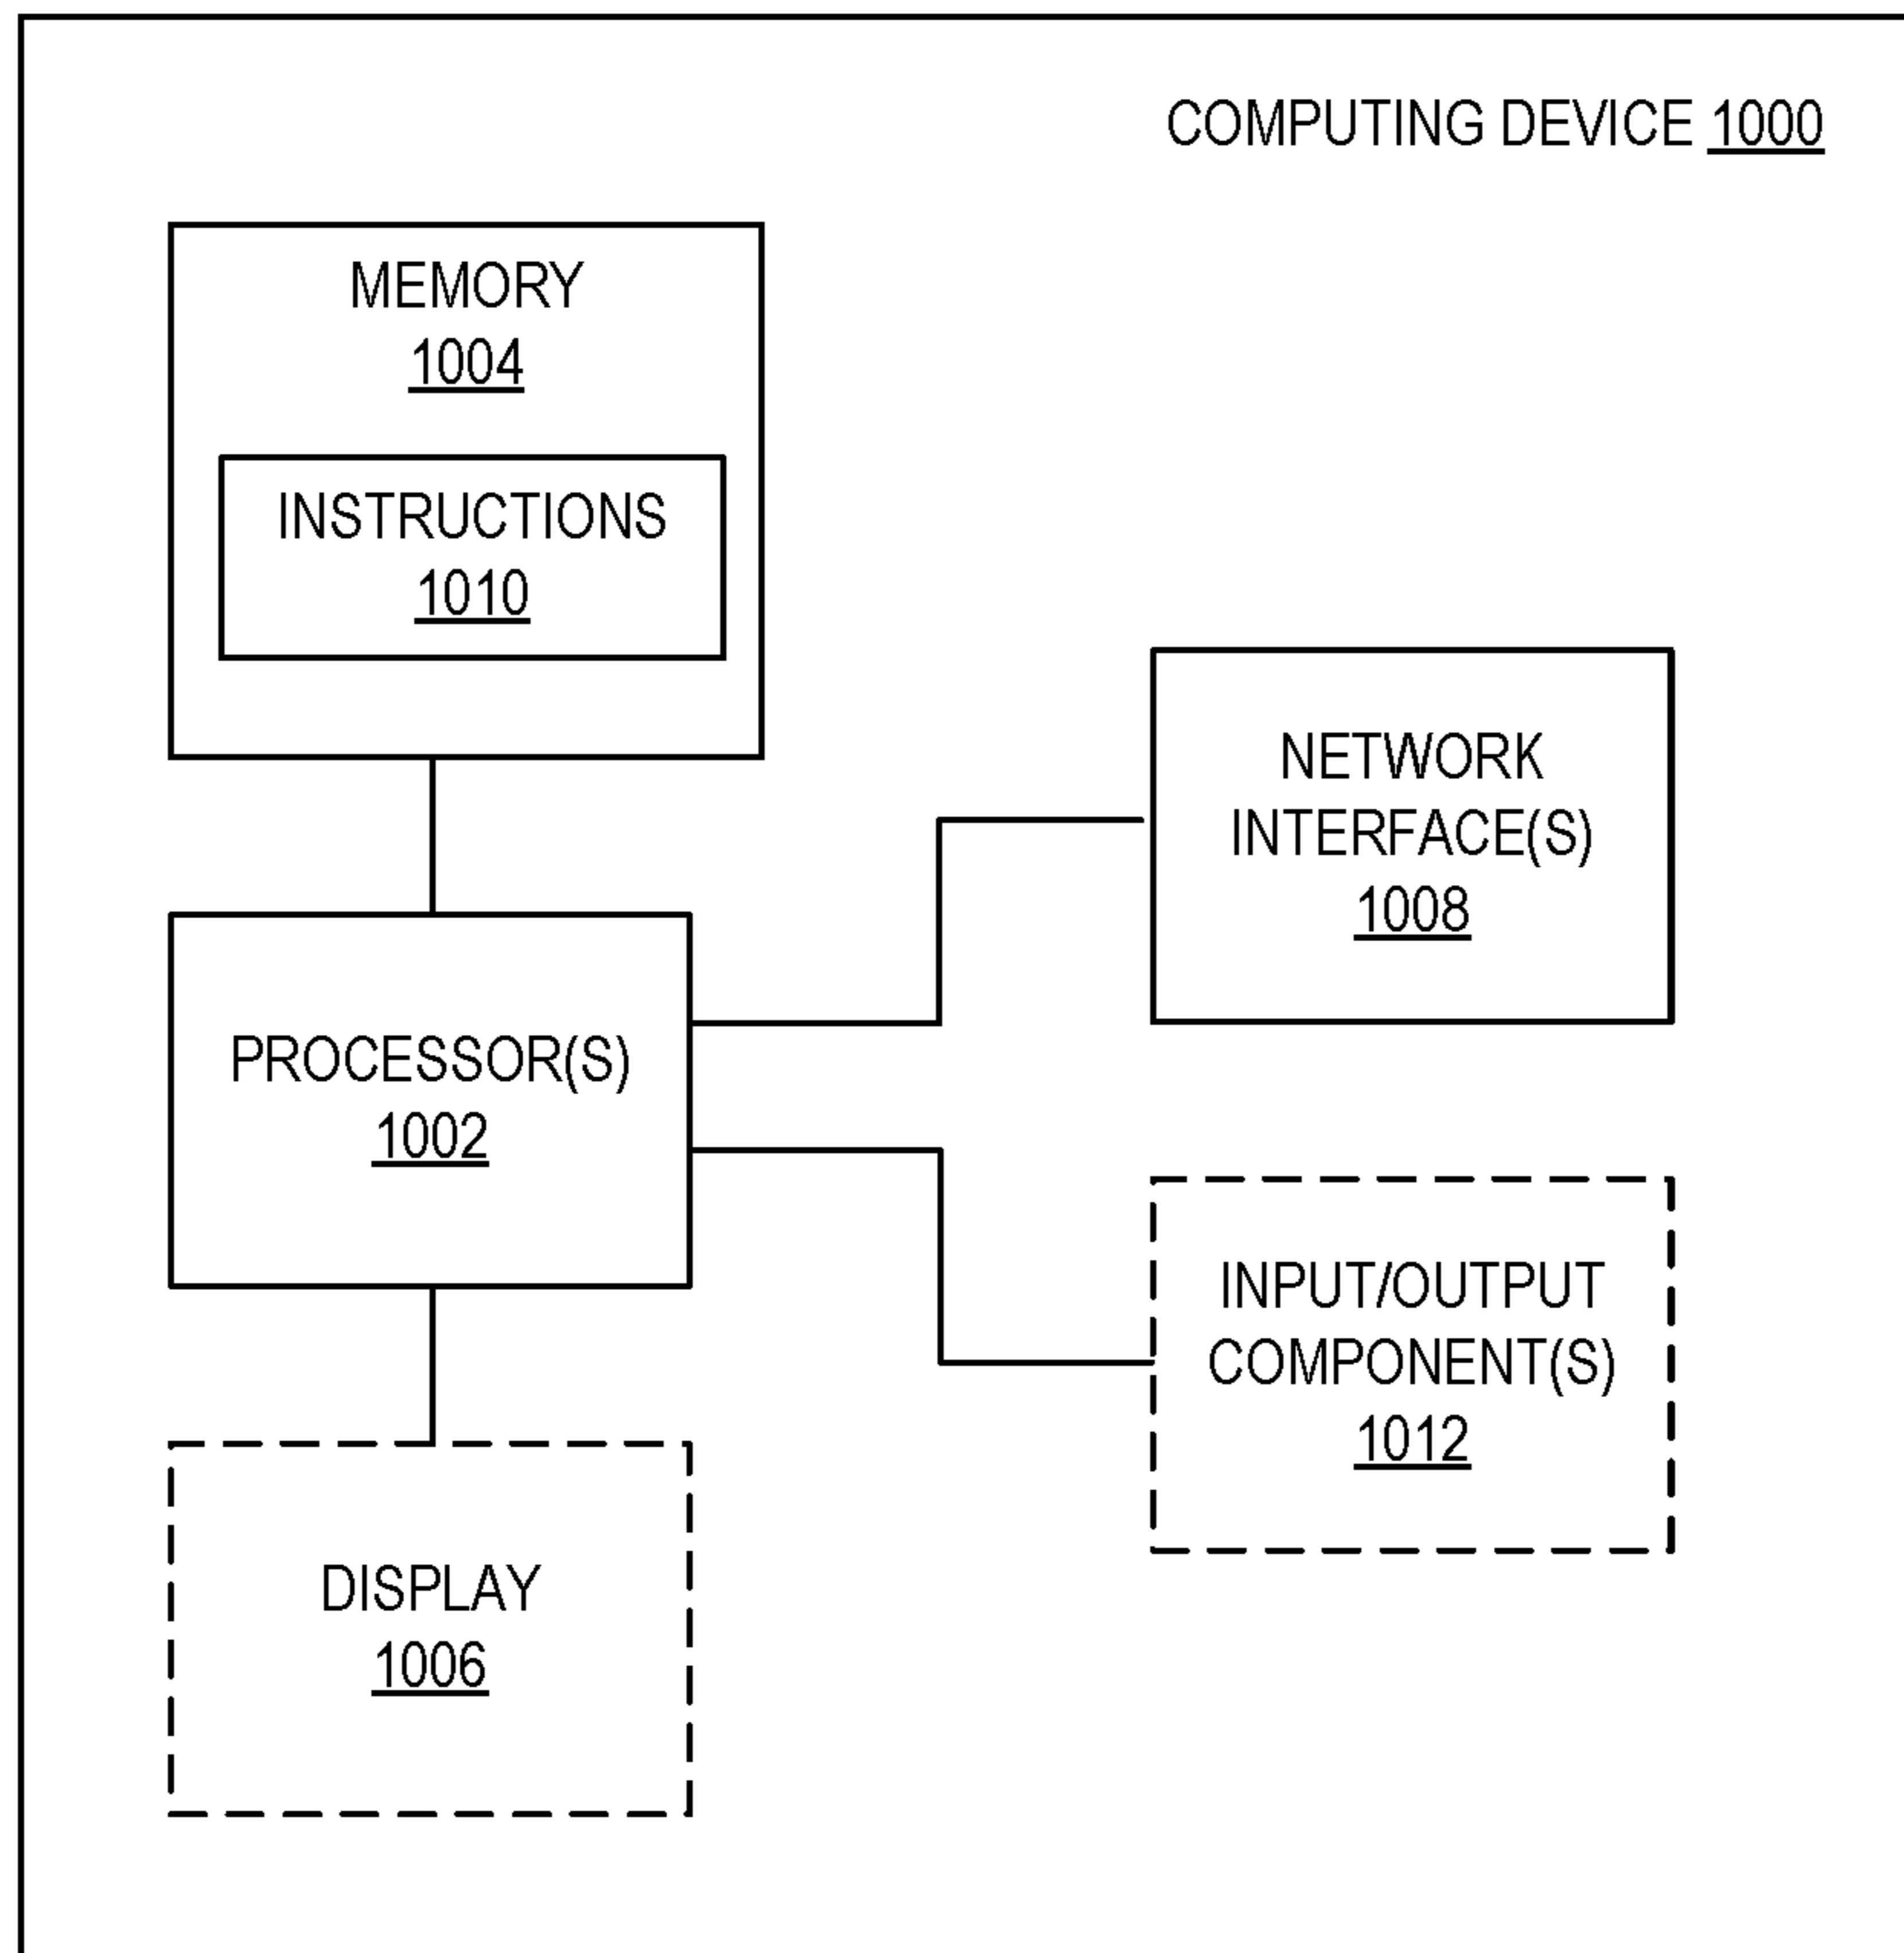 COMPUTING DEVICE 1000
MEMORY
1004
INSTRUCTIONS
1010
NETWORK
INTERFACE(S)
1008
PROCESSOR(S)
1002
INPUT/OUTPUT
COMPONENT(S)
1012
DISPLAY
1006